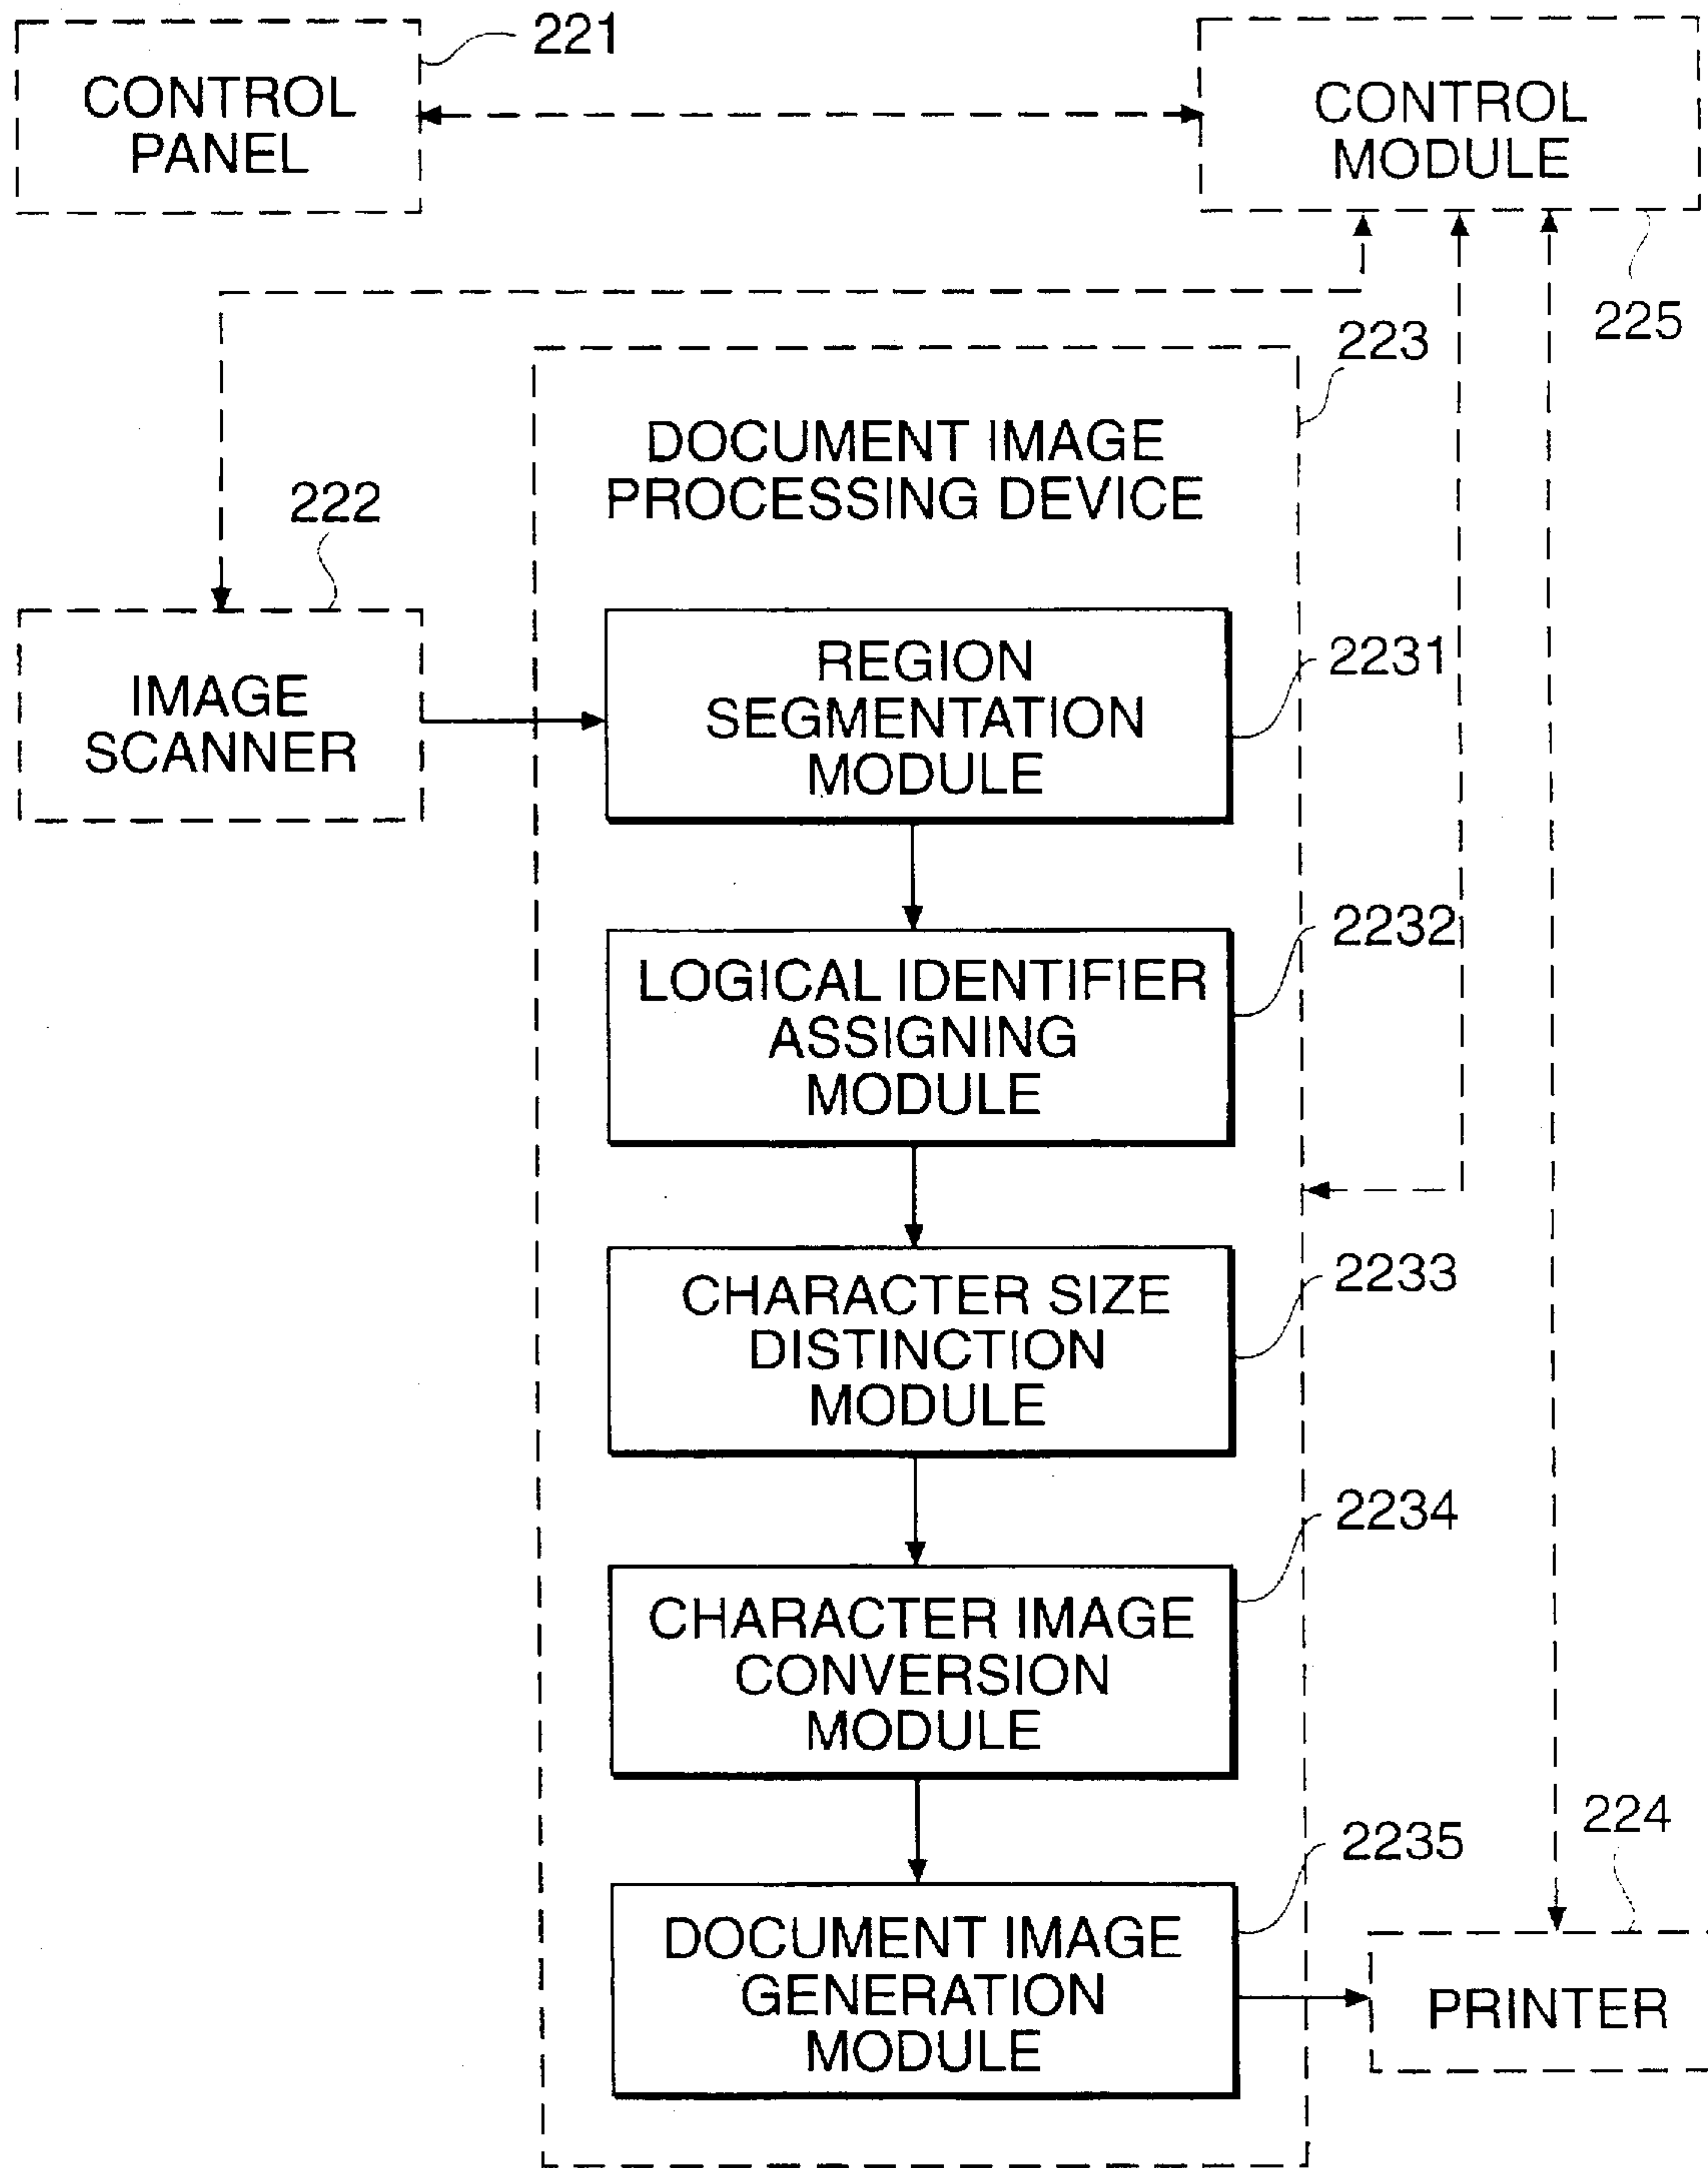 221
CONTROL
PANEL
CONTROL
MODULE
225
223
DOCUMENT IMAGE
PROCESSING DEVICE
222
IMAGE
SCANNER
REGION
SEGMENTATION
MODULE
2231
LOGICAL IDENTIFIER
ASSIGNING
MODULE
2232
CHARACTER SIZE
DISTINCTION
MODULE
2233
CHARACTER IMAGE
CONVERSION
MODULE
2234
DOCUMENT IMAGE
GENERATION
MODULE
2235
224
PRINTER